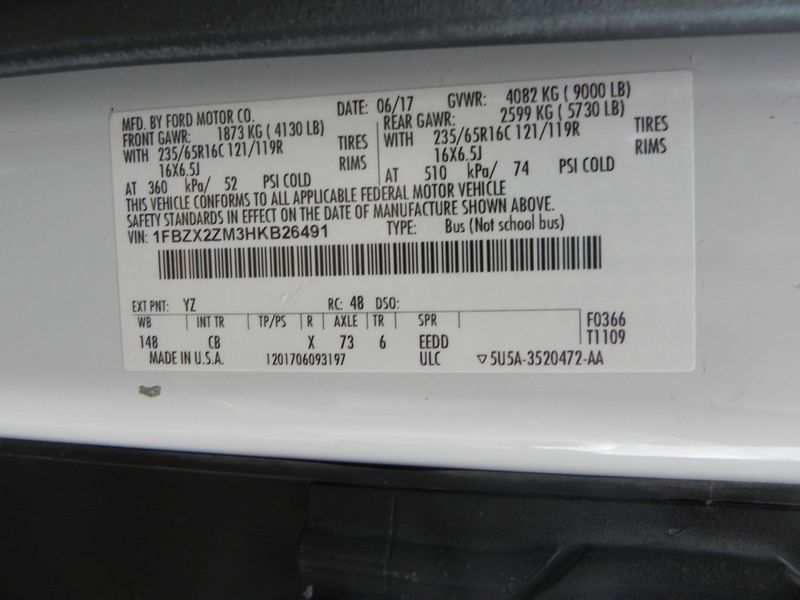 MFD. BY FORD MOTOR CO. DATE: 06/17 GVWR: 4082 KG ( 9000 LB)
FRONT GAWR: 1873 KG ( 4130 LB) REAR GAWR: 2599 KG ( 5730 LB)
WITH 235/65R16C 121/119R TIRES WITH 235/65R16C 121/119R TIRES
16X6.5J RIMS 16X6.5J RIMS
AT 360 kPa/ 52 PSI COLD AT 510 kPa/ 74 PSI COLD
THIS VEHICLE CONFORMS TO ALL APPLICABLE FEDERAL MOTOR VEHICLE
SAFETY STANDARDS IN EFFECT ON THE DATE OF MANUFACTURE SHOWN ABOVE.
VIN: 1FBZX2ZM3HKB26491 TYPE: Bus (Not school bus)
EXT PNT: YZ RC: 48 DSO:
WB INT TR TP/PS R AXLE TR SPR F0366
148 CB X 73 6 EEDD T1109
MADE IN U.S.A. 1201706093197 ULC ▽5U5A-3520472-AA